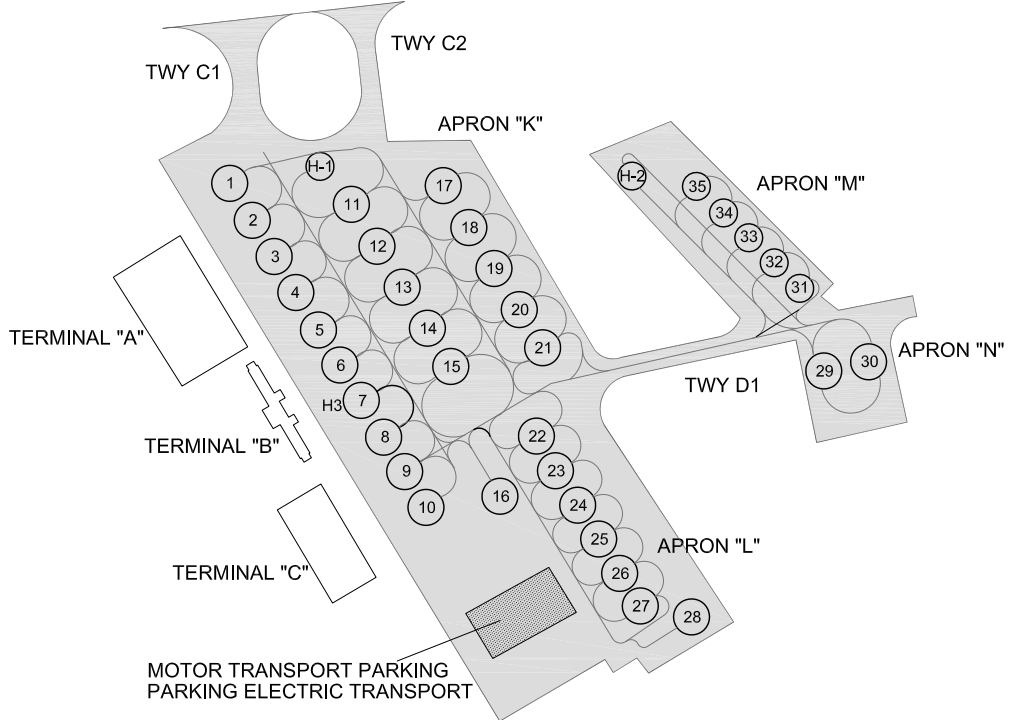 TWY C2
TWY C1
APRON "K"
H-1
1
17
H-2
35
APRON "M"
11
34
2
18
33
12
3
19
32
13
4
31
20
14
5
TERMINAL "A"
21
APRON "N"
6
15
30
29
TWY D1
H3
7
8
22
TERMINAL "B"
9
23
16
10
24
25
APRON "L"
TERMINAL "C"
26
27
28
MOTOR TRANSPORT PARKING
PARKING ELECTRIC TRANSPORT